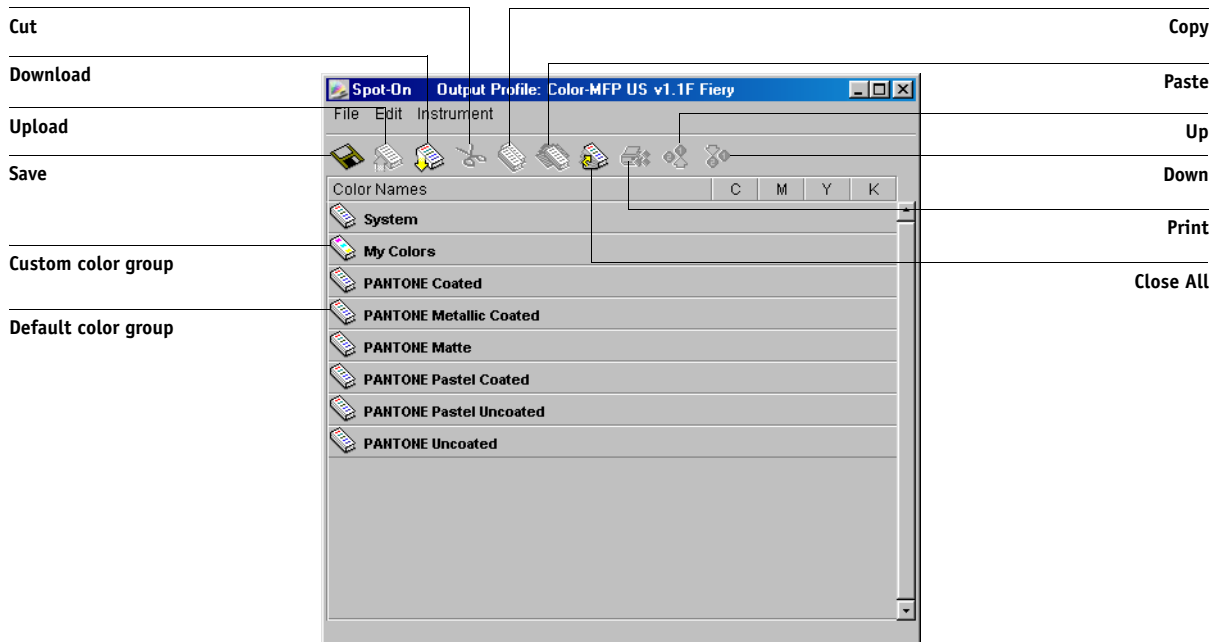 Cut
Download
Upload
Save
Custom color group
Default color group
Spot-On Output Profile: Color-MFP US v1.1F Fiery
File Edit Instrument
Color Names C M Y K
System
My Colors
PANTONE Coated
PANTONE Metallic Coated
PANTONE Matte
PANTONE Pastel Coated
PANTONE Pastel Uncoated
PANTONE Uncoated
Copy
Paste
Up
Down
Print
Close All